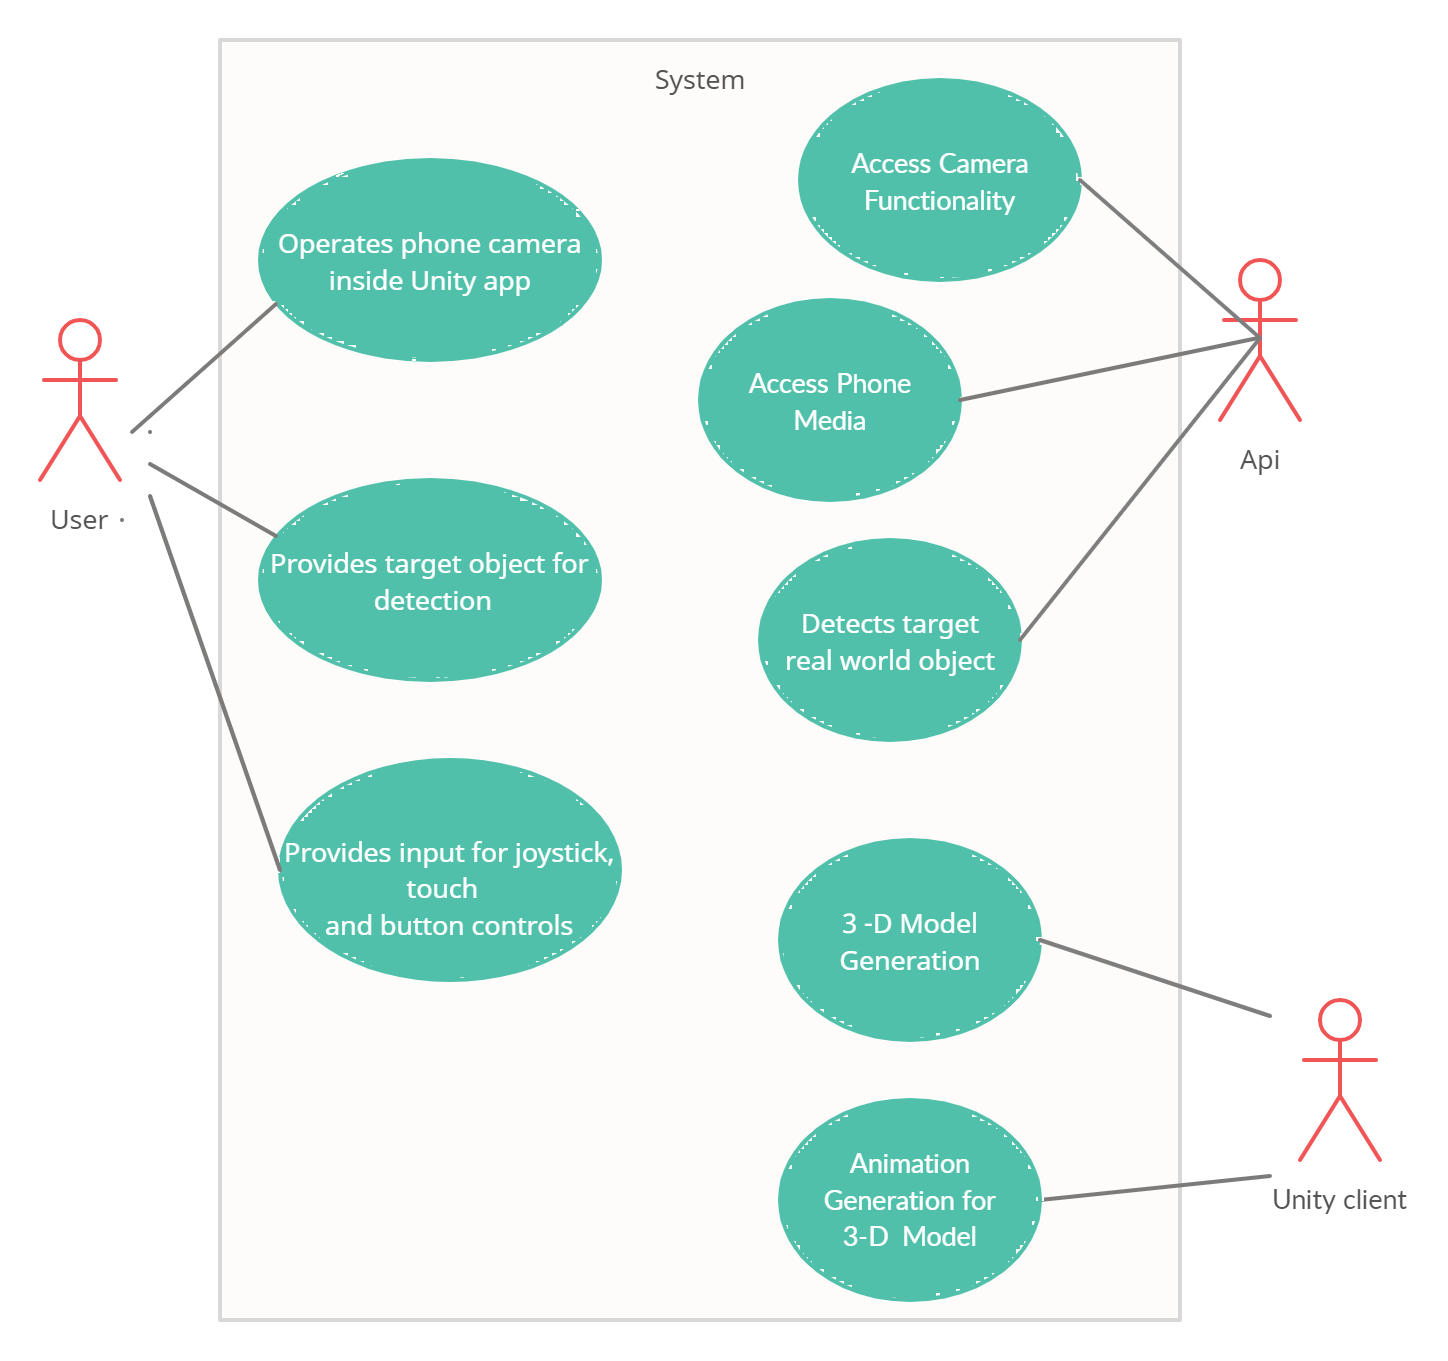 System
Access Camera
Functionality
Operates phone camera
inside Unity app
Access Phone
Media
Api
User
Provides target object for
detection
Detects target
real world object
Provides input for joystick,
touch
and button controls
3 -D Model
Generation
Animation
Generation for
3-D Model
Unity client